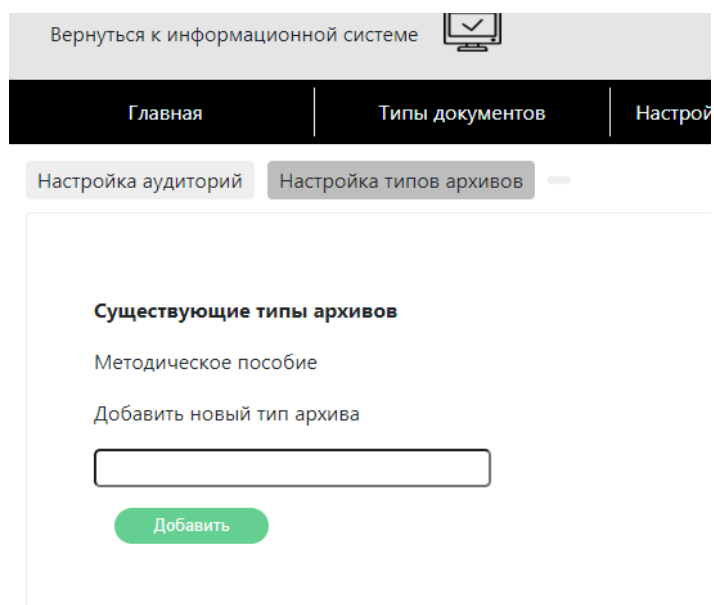 Вернуться к информационной системе
Главная Типы документов Настрой
Настройка аудиторий Настройка типов архивов
Существующие типы архивов
Методическое пособие
Добавить новый тип архива
Добавить